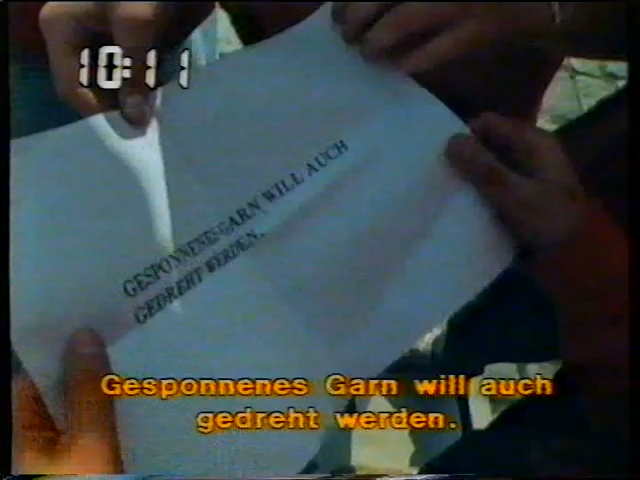 10:11
GESPONNENES GARN WILL AUCH
GEDREHT WERDEN.
Gesponnenes Garn will auch
gedreht werden.